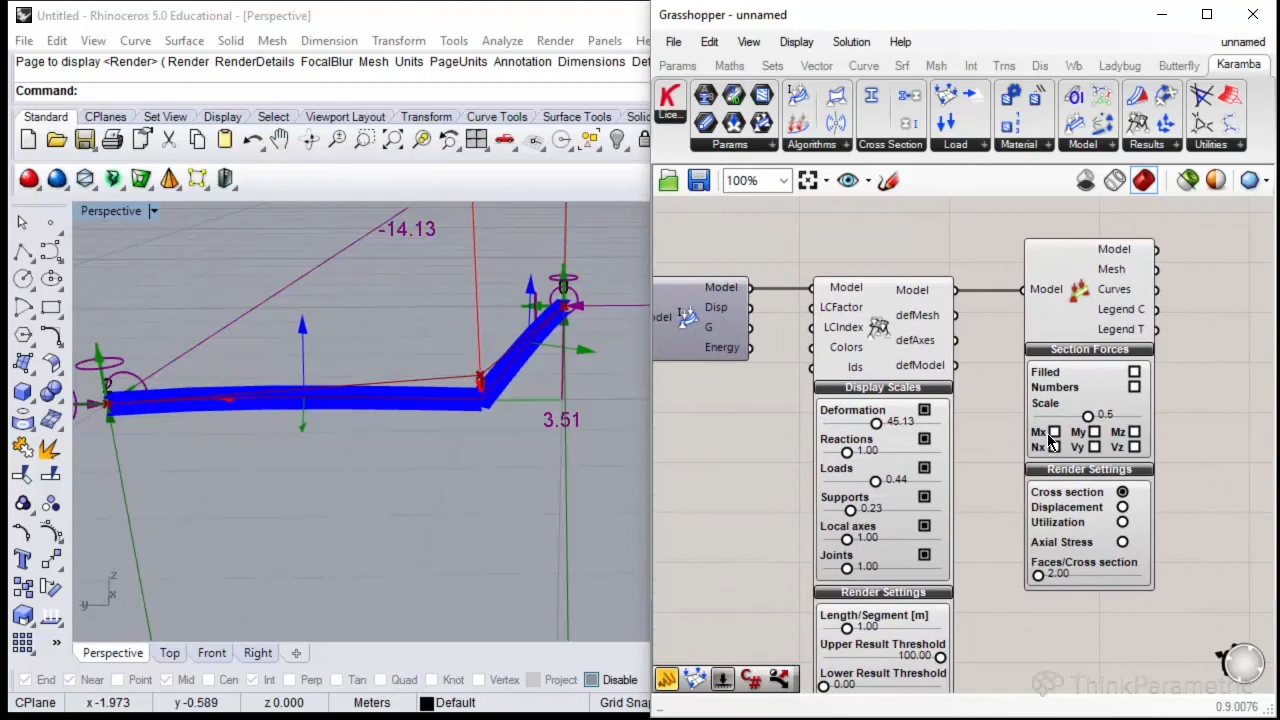 Untitled - Rhinoceros 5.0 Educational - [Perspective]
File Edit View Curve Surface Solid Mesh Dimension Transform Tools Analyze Render Panels
Page to display <Render> ( Render RenderDetails FocalBlur Mesh Units PageUnits Annotation Dimensions
Command:
Standard CPlanes Set View Display Select Viewport Layout Transform Curve Tools Surface Tools
Perspective
-14.13
0
2
3.51
z
x
y
Perspective Top Front Right
End Near Point Mid Cen Int Perp Tan Quad Knot Vertex Project Disable
CPlane x -1.973 y -0.589 z 0.000 Meters Default Grid Snap
Grasshopper - unnamed
File Edit View Display Solution Help unnamed
Params Maths Sets Vector Curve Srf Msh Int Trns Dis Wb Ladybug Butterfly Karamba
Lice...
Params Algorithms Cross Section Load Material Model Results Utilities
100%
Model
Disp
G
Energy
Model
LCFactor
LCIndex
Colors
Ids
Model
defMesh
defAxes
defModel
Display Scales
Deformation
45.13
Reactions
1.00
Loads
0.44
Supports
0.23
Local axes
1.00
Joints
1.00
Render Settings
Length/Segment [m]
1.00
Upper Result Threshold
100.00
Lower Result Threshold
0.00
Model
Model
Mesh
Curves
Legend C
Legend T
Section Forces
Filled
Numbers
Scale
0.5
Mx My Mz
Nx Vy Vz
Render Settings
Cross section
Displacement
Utilization
Axial Stress
Faces/Cross section
2.00
ThinkParametric
0.9.0076